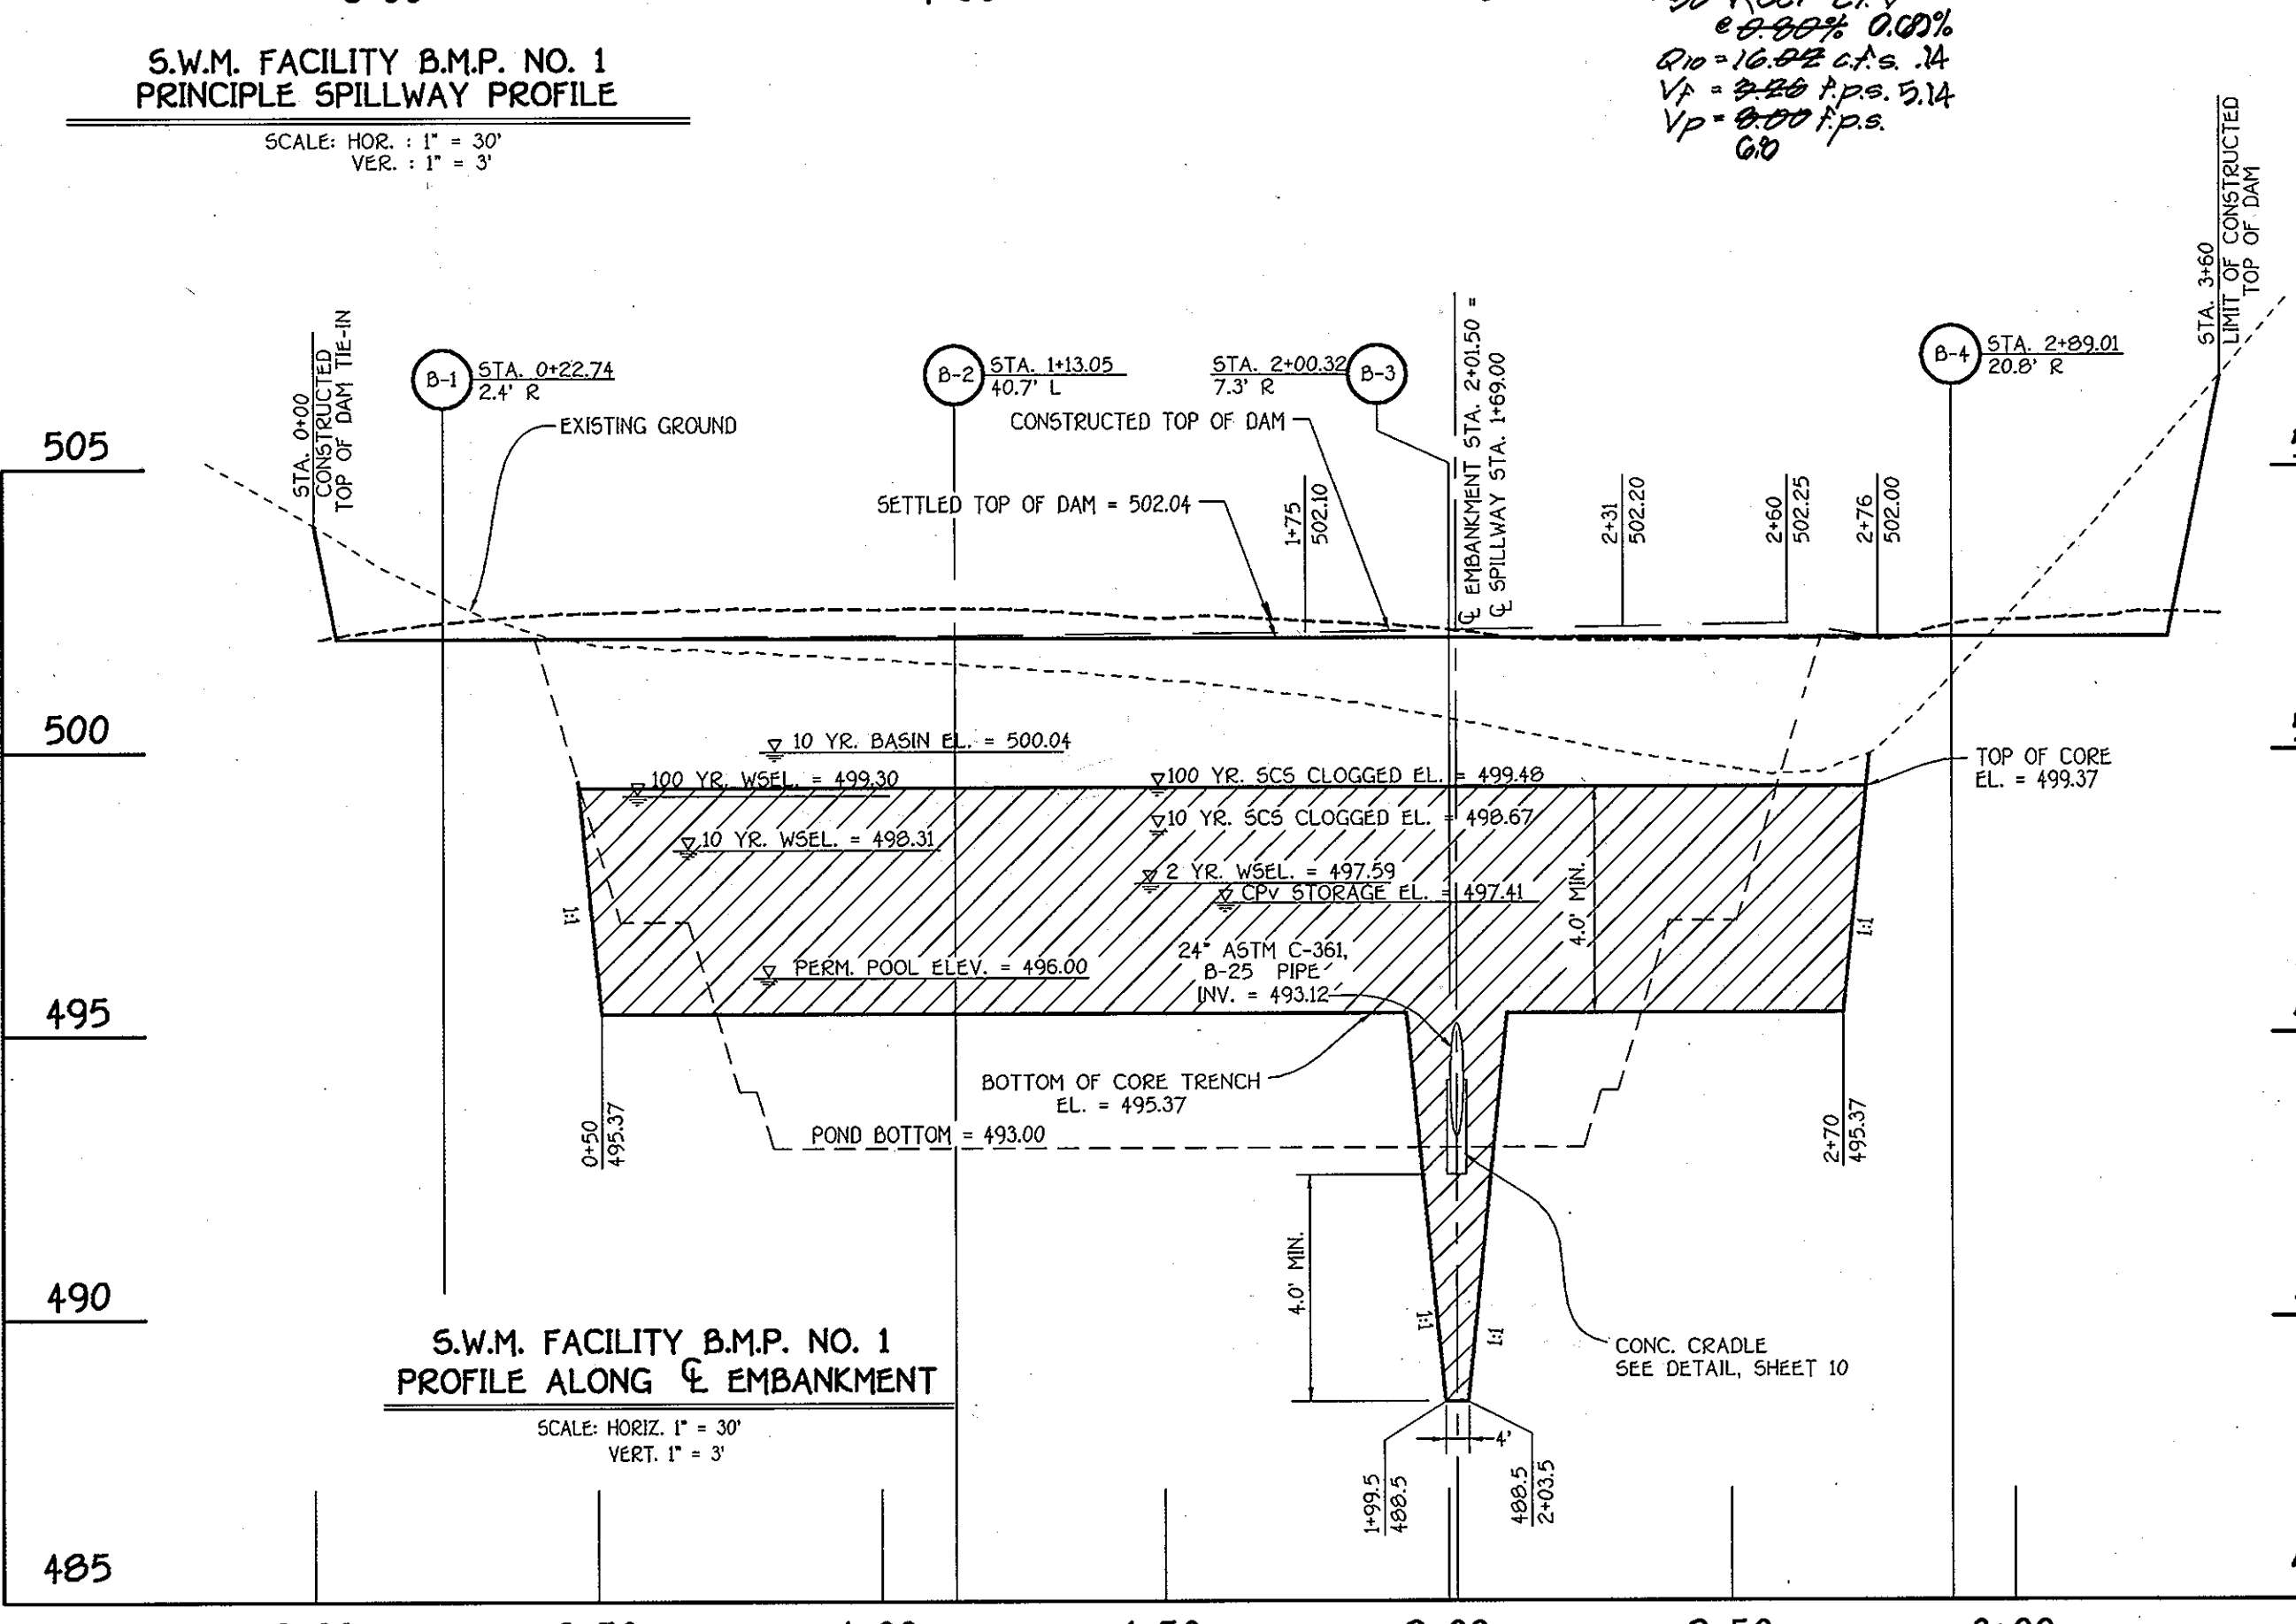 S.W.M. FACILITY B.M.P. NO. 1
PRINCIPLE SPILLWAY PROFILE
SCALE: HOR. : 1" = 30'
VER. : 1" = 3'
Q10 = 16.02 c.f.s. .14
Vf = 3.26 f.p.s. 5.14
Vp = 8.00 f.p.s.
6.0
STA. 3+60
LIMIT OF CONSTRUCTED
TOP OF DAM
STA. 0+00
CONSTRUCTED
TOP OF DAM TIE-IN
B-1
STA. 0+22.74
2.4' R
EXISTING GROUND
B-2
STA. 1+13.05
40.7' L
STA. 2+00.32
7.3' R
B-3
CONSTRUCTED TOP OF DAM
SETTLED TOP OF DAM = 502.04
1+75
502.10
℄ EMBANKMENT STA. 2+01.50 =
℄ SPILLWAY STA. 1+69.00
2+31
502.20
2+60
502.25
2+76
502.00
B-4
STA. 2+89.01
20.8' R
505
500
495
490
485
10 YR. BASIN EL. = 500.04
100 YR. WSEL. = 499.30
100 YR. SCS CLOGGED EL. = 499.48
TOP OF CORE
EL. = 499.37
10 YR. SCS CLOGGED EL. = 498.67
10 YR. WSEL. = 498.31
2 YR. WSEL. = 497.59
CPv STORAGE EL. = 497.41
4.0' MIN.
1:1
1:1
24" ASTM C-361,
B-25 PIPE
INV. = 493.12
PERM. POOL ELEV. = 496.00
BOTTOM OF CORE TRENCH
EL. = 495.37
0+50
495.37
POND BOTTOM = 493.00
2+70
495.37
4.0' MIN.
1:1
1:1
CONC. CRADLE
SEE DETAIL, SHEET 10
S.W.M. FACILITY B.M.P. NO. 1
PROFILE ALONG ℄ EMBANKMENT
SCALE: HORIZ. 1" = 30'
VERT. 1" = 3'
4'
1+99.5
488.5
488.5
2+03.5